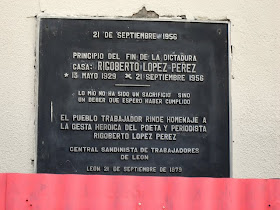 21 DE SEPTIEMBRE 1956
PRINCIPIO DEL FIN DE LA DICTADURA
CASA: RIGOBERTO LOPEZ PEREZ
* 13 MAYO 1929 * 21 SEPTIEMBRE 1956
LO MIO NO HA SIDO UN SACRIFICIO SINO
UN DEBER QUE ESPERO HABER CUMPLIDO
EL PUEBLO TRABAJADOR RINDE HOMENAJE A
LA GESTA HEROICA DEL POETA Y PERIODISTA
RIGOBERTO LOPEZ PEREZ
CENTRAL SANDINISTA DE TRABAJADORES
DE LEON
LEON 21 DE SEPTIEMBRE DE 1979